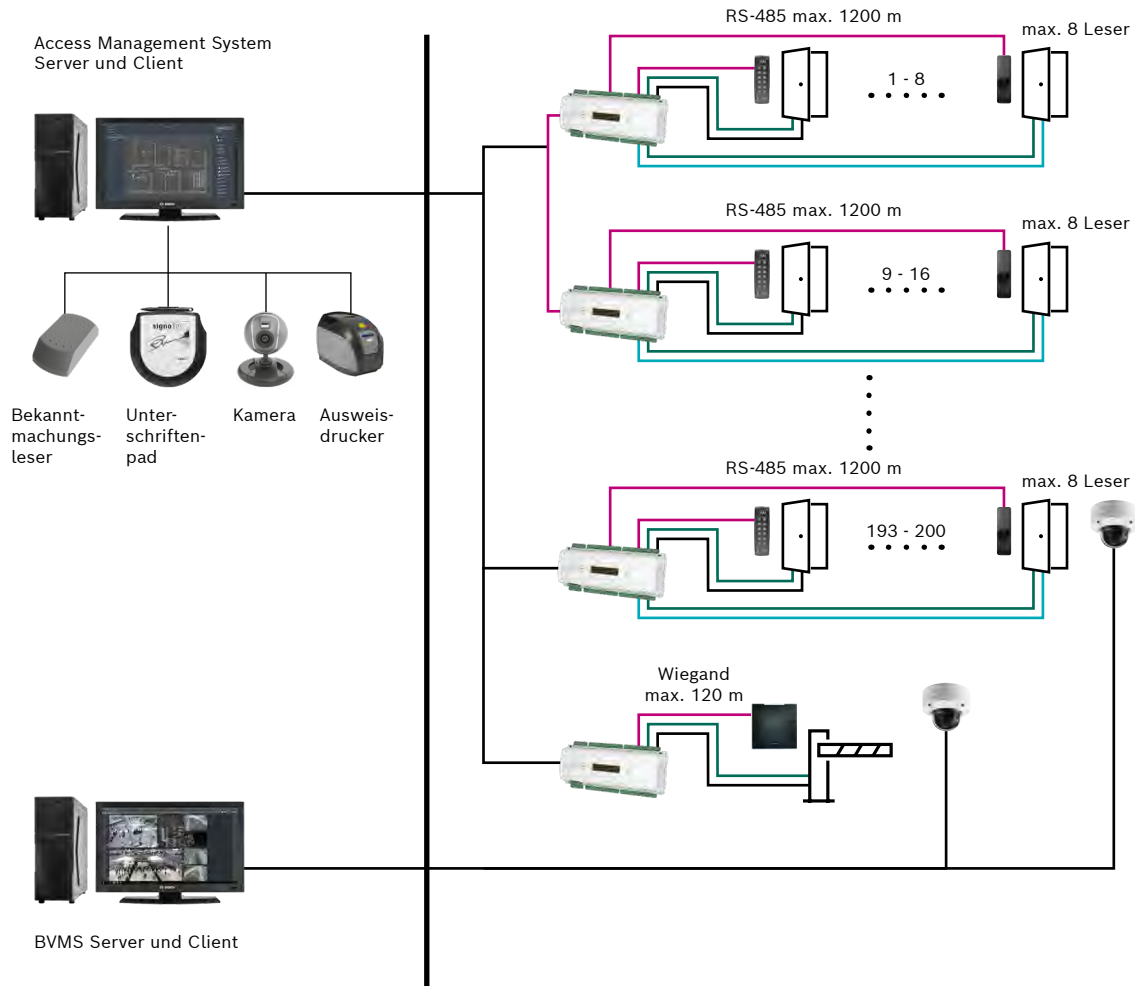 Access Management System
Server und Client
RS-485 max. 1200 m
max. 8 Leser
1 - 8
RS-485 max. 1200 m
max. 8 Leser
9 - 16
Bekannt-
machungs-
leser
Unter-
schriften-
pad
Kamera
Ausweis-
drucker
RS-485 max. 1200 m
max. 8 Leser
193 - 200
Wiegand
max. 120 m
BVMS Server und Client